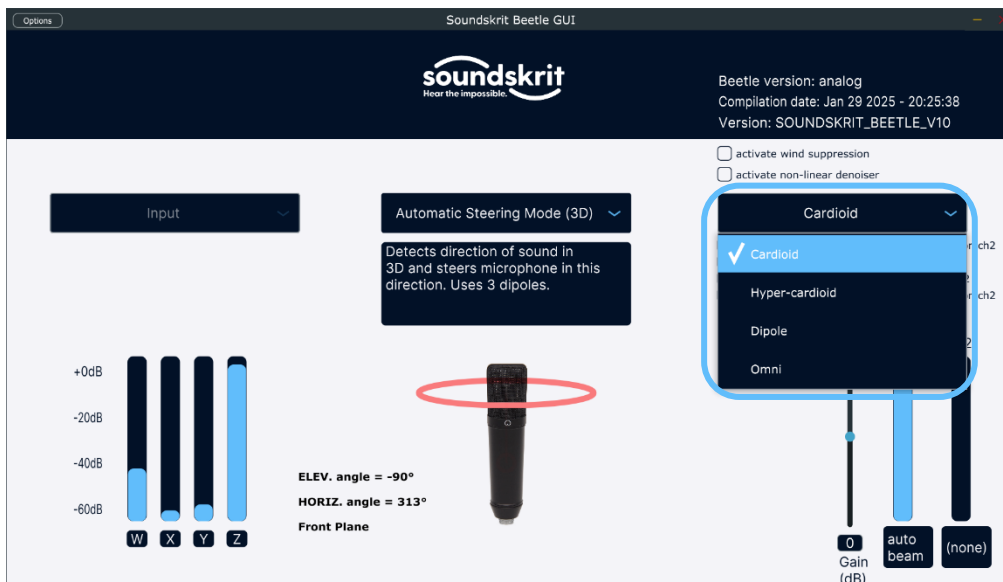 Options
Soundskrit Beetle GUI
soundskrit
Hear the impossible.
Beetle version: analog
Compilation date: Jan 29 2025 - 20:25:38
Version: SOUNDSKRIT_BEETLE_V10
activate wind suppression
activate non-linear denoiser
Input
Automatic Steering Mode (3D)
Cardioid
Detects direction of sound in
3D and steers microphone in this
direction. Uses 3 dipoles.
Cardioid
Hyper-cardioid
Dipole
Omni
+0dB
-20dB
-40dB
-60dB
W X Y Z
ELEV. angle = -90°
HORIZ. angle = 313°
Front Plane
0
Gain
(dB)
auto
beam
(none)